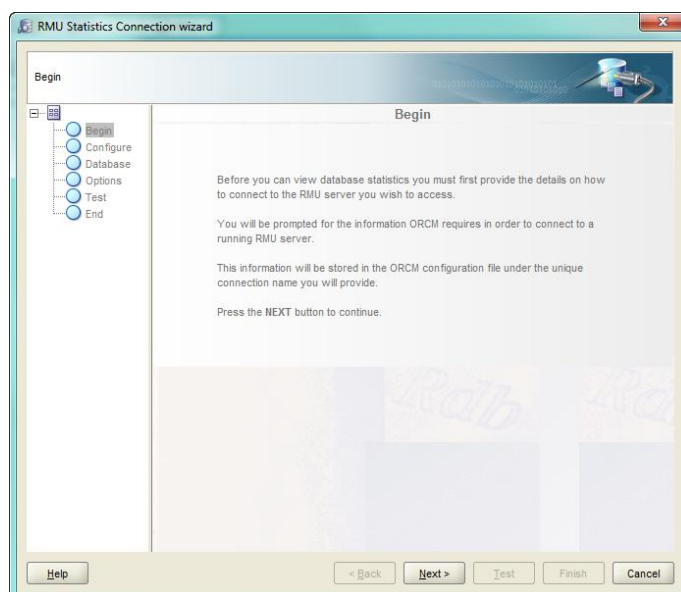 RMU Statistics Connection wizard
Begin
Begin
Configure
Database
Options
Test
End
Begin
Before you can view database statistics you must first provide the details on how
to connect to the RMU server you wish to access.
You will be prompted for the information ORCM requires in order to connect to a
running RMU server.
This information will be stored in the ORCM configuration file under the unique
connection name you will provide.
Press the NEXT button to continue.
Rdb
Help
< Back
Next >
Test
Finish
Cancel